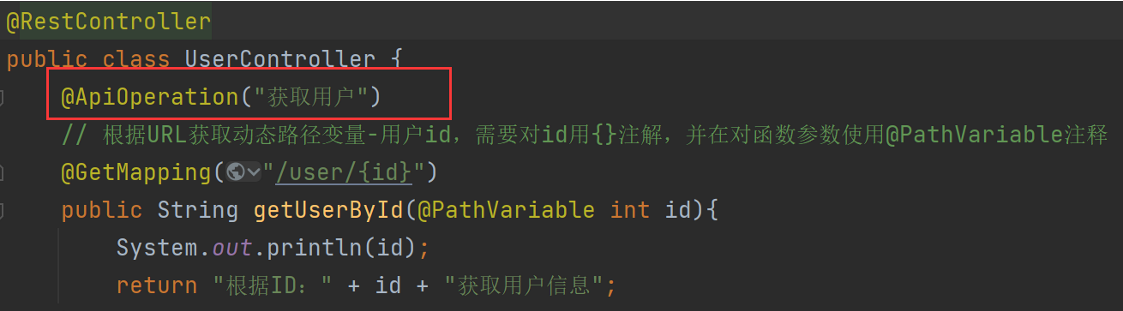 @RestController
public class UserController {
@ApiOperation("获取用户")
// 根据URL获取动态路径变量-用户id，需要对id用{}注解，并在对函数参数使用@PathVariable注释
@GetMapping("/user/{id}")
public String getUserById(@PathVariable int id){
System.out.println(id);
return "根据ID：" + id + "获取用户信息";